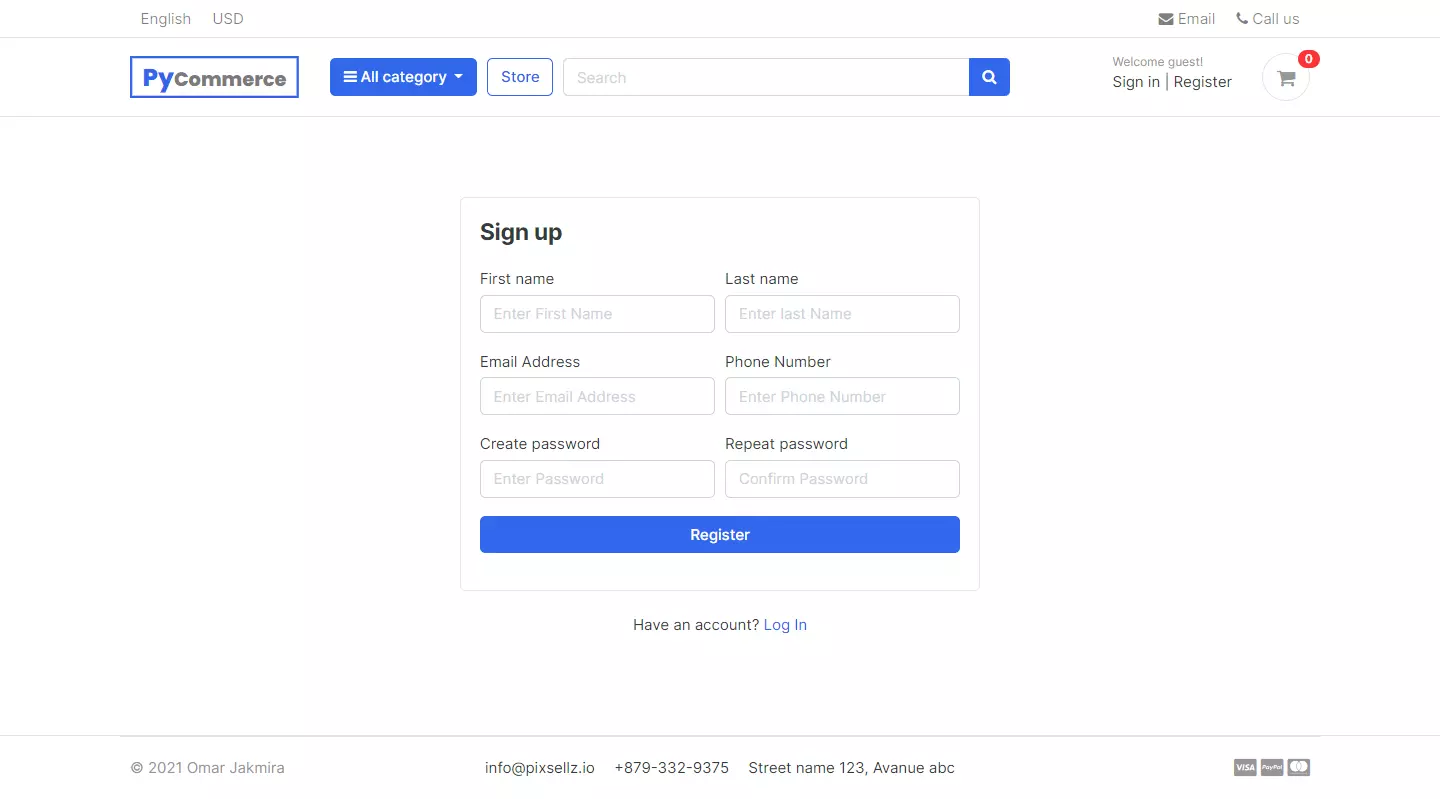 English USD Email Call us
PyCommerce All category Store Search Welcome guest! 0
Sign in | Register
Sign up
First name Last name
Enter First Name Enter last Name
Email Address Phone Number
Enter Email Address Enter Phone Number
Create password Repeat password
Enter Password Confirm Password
Register
Have an account? Log In
© 2021 Omar Jakmira info@pixsellz.io +879-332-9375 Street name 123, Avanue abc VISA PayPal